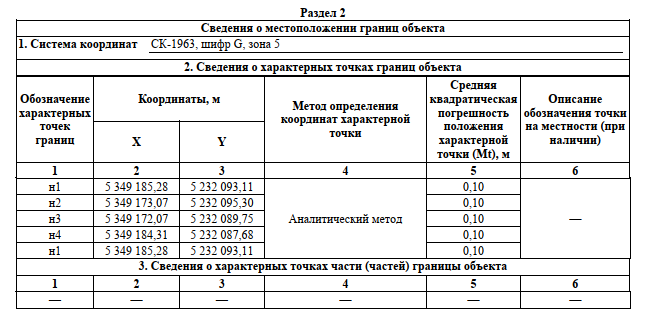 Раздел 2
Сведения о местоположении границ объекта
1. Система координат СК-1963, шифр G, зона 5
2. Сведения о характерных точках границ объекта
Обозначение характерных точек границ
Координаты, м
Метод определения координат характерной точки
Средняя квадратическая погрешность положения характерной точки (Mt), м
Описание обозначения точки на местности (при наличии)
X Y
1 2 3 4 5 6
н1 5 349 185,28 5 232 093,11 0,10
н2 5 349 173,07 5 232 095,30 0,10
н3 5 349 172,07 5 232 089,75 Аналитический метод 0,10 —
н4 5 349 184,31 5 232 087,68 0,10
н1 5 349 185,28 5 232 093,11 0,10
3. Сведения о характерных точках части (частей) границы объекта
1 2 3 4 5 6
— — — — — —